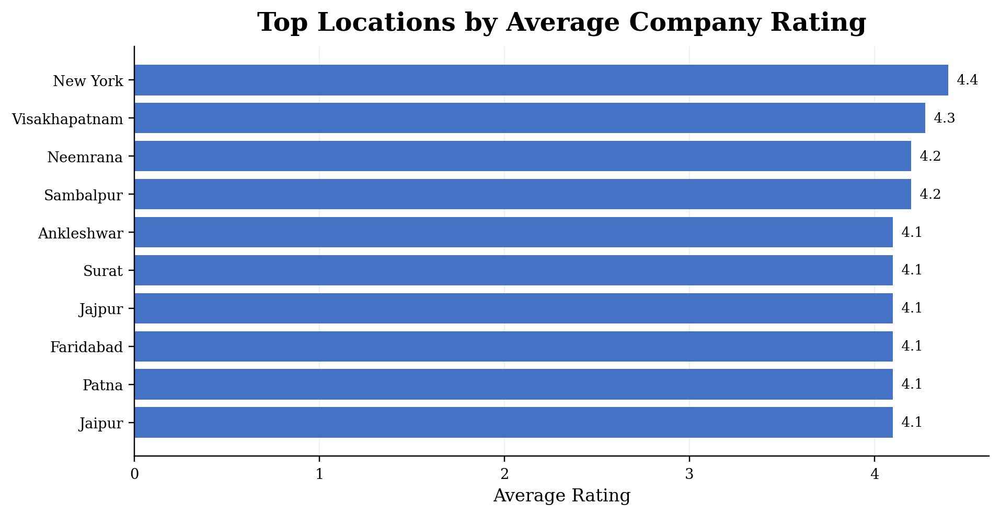 Top Locations by Average Company Rating
New York 4.4
Visakhapatnam 4.3
Neemrana 4.2
Sambalpur 4.2
Ankleshwar 4.1
Surat 4.1
Jajpur 4.1
Faridabad 4.1
Patna 4.1
Jaipur 4.1
0 1 2 3 4
Average Rating